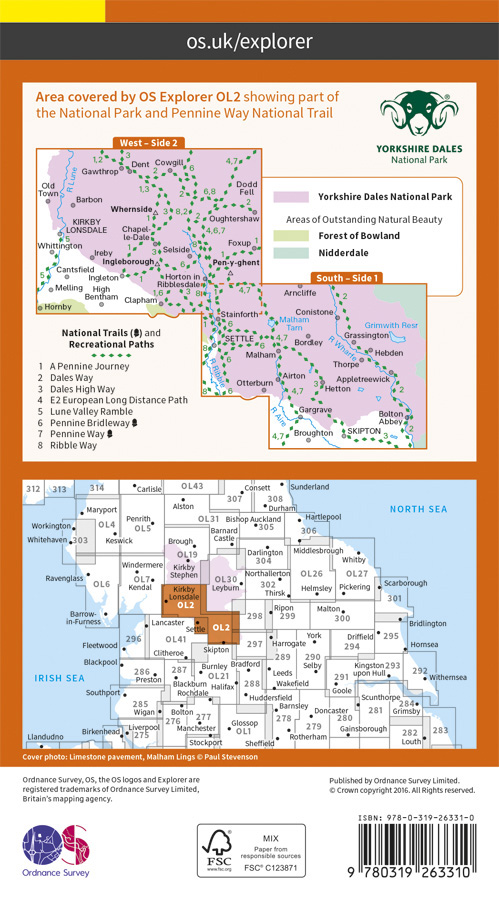 os.uk/explorer
Area covered by OS Explorer OL2 showing part of
the National Park and Pennine Way National Trail
YORKSHIRE DALES
National Park
West – Side 2
1,2
Dent
Cowgill
6
4,7
Gawthrop
R Lune
Old
Town
Barbon
1,3
2
6,8
Dodd
Fell
Whernside
3
8,2
2
Oughtershaw
KIRKBY
LONSDALE
Chapel-
le-Dale
4,6,7
Whittington
5
Ireby
Selside
Foxup
Ingleborough
Pen-y-ghent
Cantsfield
Ingleton
Horton in
Ribblesdale
5
Melling
High
Bentham
Clapham
1,6
3
8
Hornby
Yorkshire Dales National Park
Areas of Outstanding Natural Beauty
Forest of Bowland
Nidderdale
South – Side 1
4,7
Arncliffe
2
Stainforth
Malham
Tarn
Conistone
Grassington
Grimwith Resr
SETTLE
Bordley
R Wharfe
Hebden
Malham
4,7
Thorpe
Airton
Appletreewick
R Ribble
Otterburn
Hetton
Gargrave
Bolton
Abbey
R Aire
4,7
Broughton
SKIPTON
3
2
National Trails () and
Recreational Paths
1 A Pennine Journey
2 Dales Way
3 Dales High Way
4 E2 European Long Distance Path
5 Lune Valley Ramble
6 Pennine Bridleway
7 Pennine Way
8 Ribble Way
312
313
314
Carlisle
OL43
Consett
Sunderland
Maryport
Alston
307
308
Durham
NORTH SEA
Workington
OL4
Penrith
OL5
OL31
Bishop Auckland
305
Hartlepool
306
Whitehaven
303
Keswick
Brough
OL19
Barnard
Castle
Darlington
304
Middlesbrough
Whitby
Ravenglass
OL6
Windermere
OL7
Kendal
Kirkby
Stephen
OL30
Leyburn
Northallerton
302
Thirsk
OL26
Helmsley
OL27
Pickering
Scarborough
301
Kirkby
Lonsdale
OL2
Barrow-
in-Furness
Lancaster
Settle
OL2
298
Ripon
299
Malton
300
Bridlington
Fleetwood
296
OL41
Skipton
297
Harrogate
York
Driffield
294
295
Hornsea
Clitheroe
Blackpool
286
Preston
287
Burnley
OL21
Bradford
288
289
Leeds
290
Selby
291
Kingston
upon Hull
293
292
Withernsea
IRISH SEA
Blackburn
Halifax
Wakefield
Goole
Southport
Rochdale
Huddersfield
Scunthorpe
284
Grimsby
285
Wigan
Bolton
276
277
Manchester
Glossop
OL1
Barnsley
278
Doncaster
279
280
281
Llandudno
Birkenhead
Liverpool
275
Stockport
Sheffield
Rotherham
Gainsborough
282
Louth
283
Cover photo: Limestone pavement, Malham Lings © Paul Stevenson
Ordnance Survey, OS, the OS logos and Explorer are
registered trademarks of Ordnance Survey Limited,
Britain's mapping agency.
Published by Ordnance Survey Limited.
© Crown copyright 2016. All rights reserved.
OS
Ordnance Survey
FSC
www.fsc.org
MIX
Paper from
responsible sources
FSC® C123871
ISBN: 978-0-319-26331-0
9 780319 263310